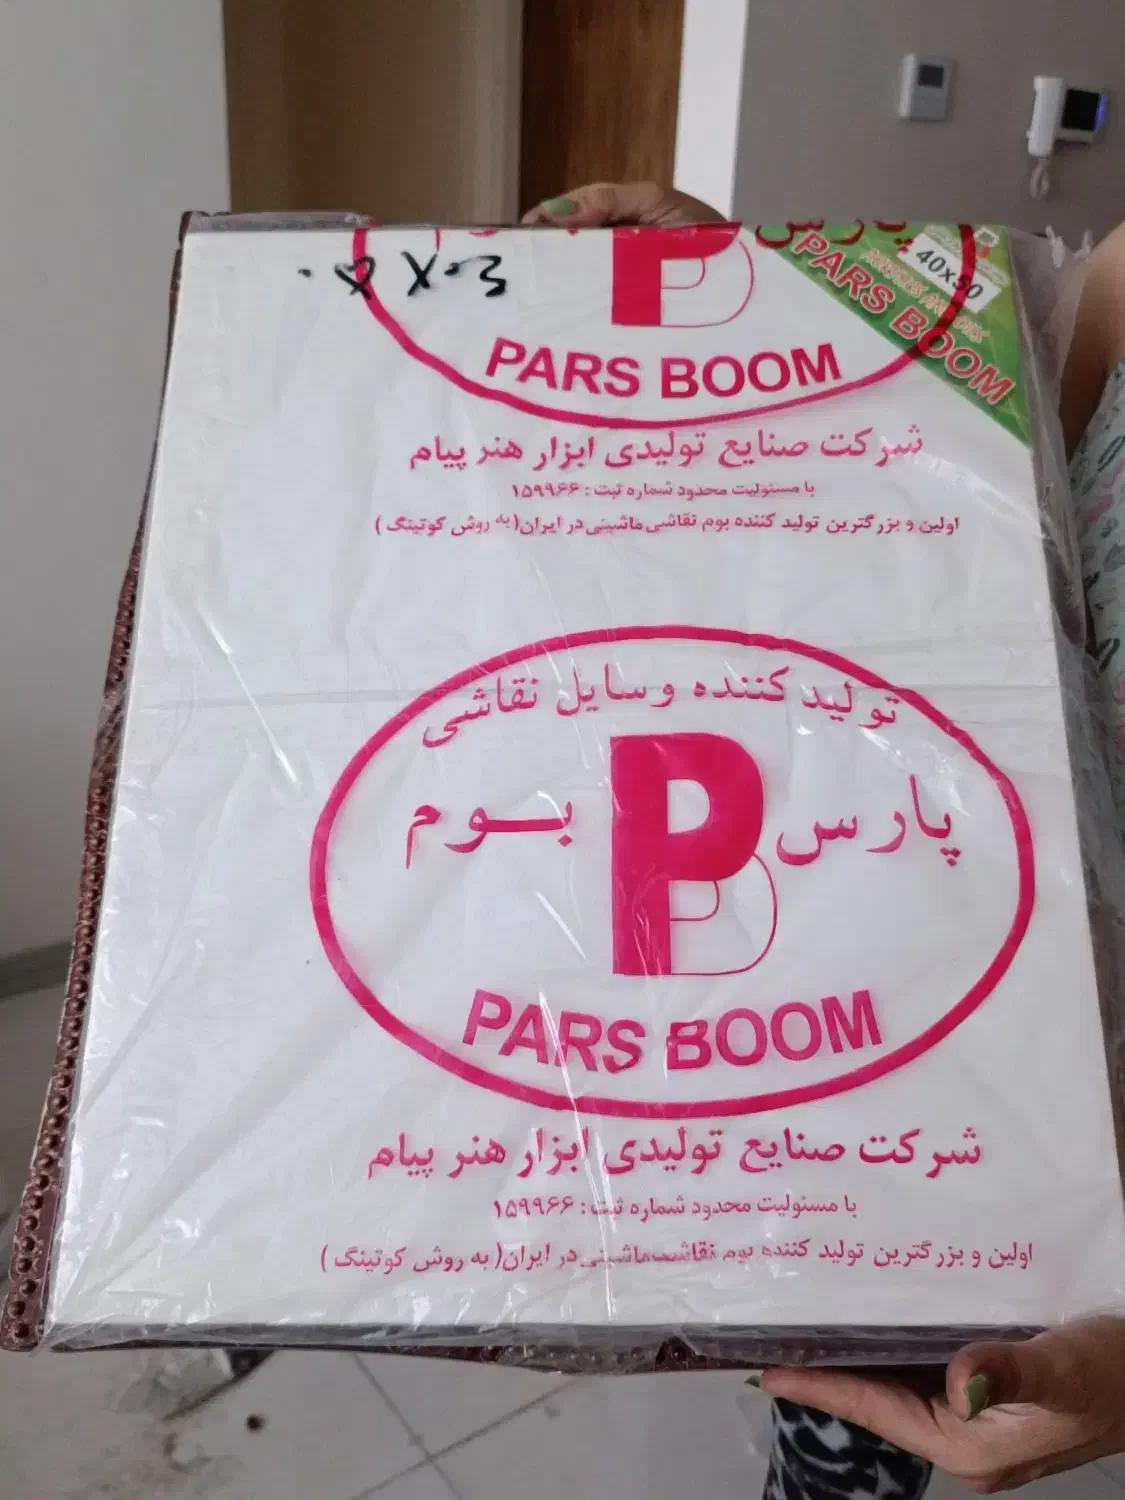 پارس
PARS BOOM
40x50
PARS BOOM
شرکت صنایع تولیدی ابزار هنر پیام
با مسئولیت محدود شماره ثبت : ۱۵۹۹۶۶
اولین و بزرگترین تولید کننده بوم نقاشی ماشینی در ایران( به روش کوتینگ )
تولید کننده وسایل نقاشی
پارس PB بوم
PARS BOOM
شرکت صنایع تولیدی ابزار هنر پیام
با مسئولیت محدود شماره ثبت : ۱۵۹۹۶۶
اولین و بزرگترین تولید کننده بوم نقاشی ماشینی در ایران( به روش کوتینگ )